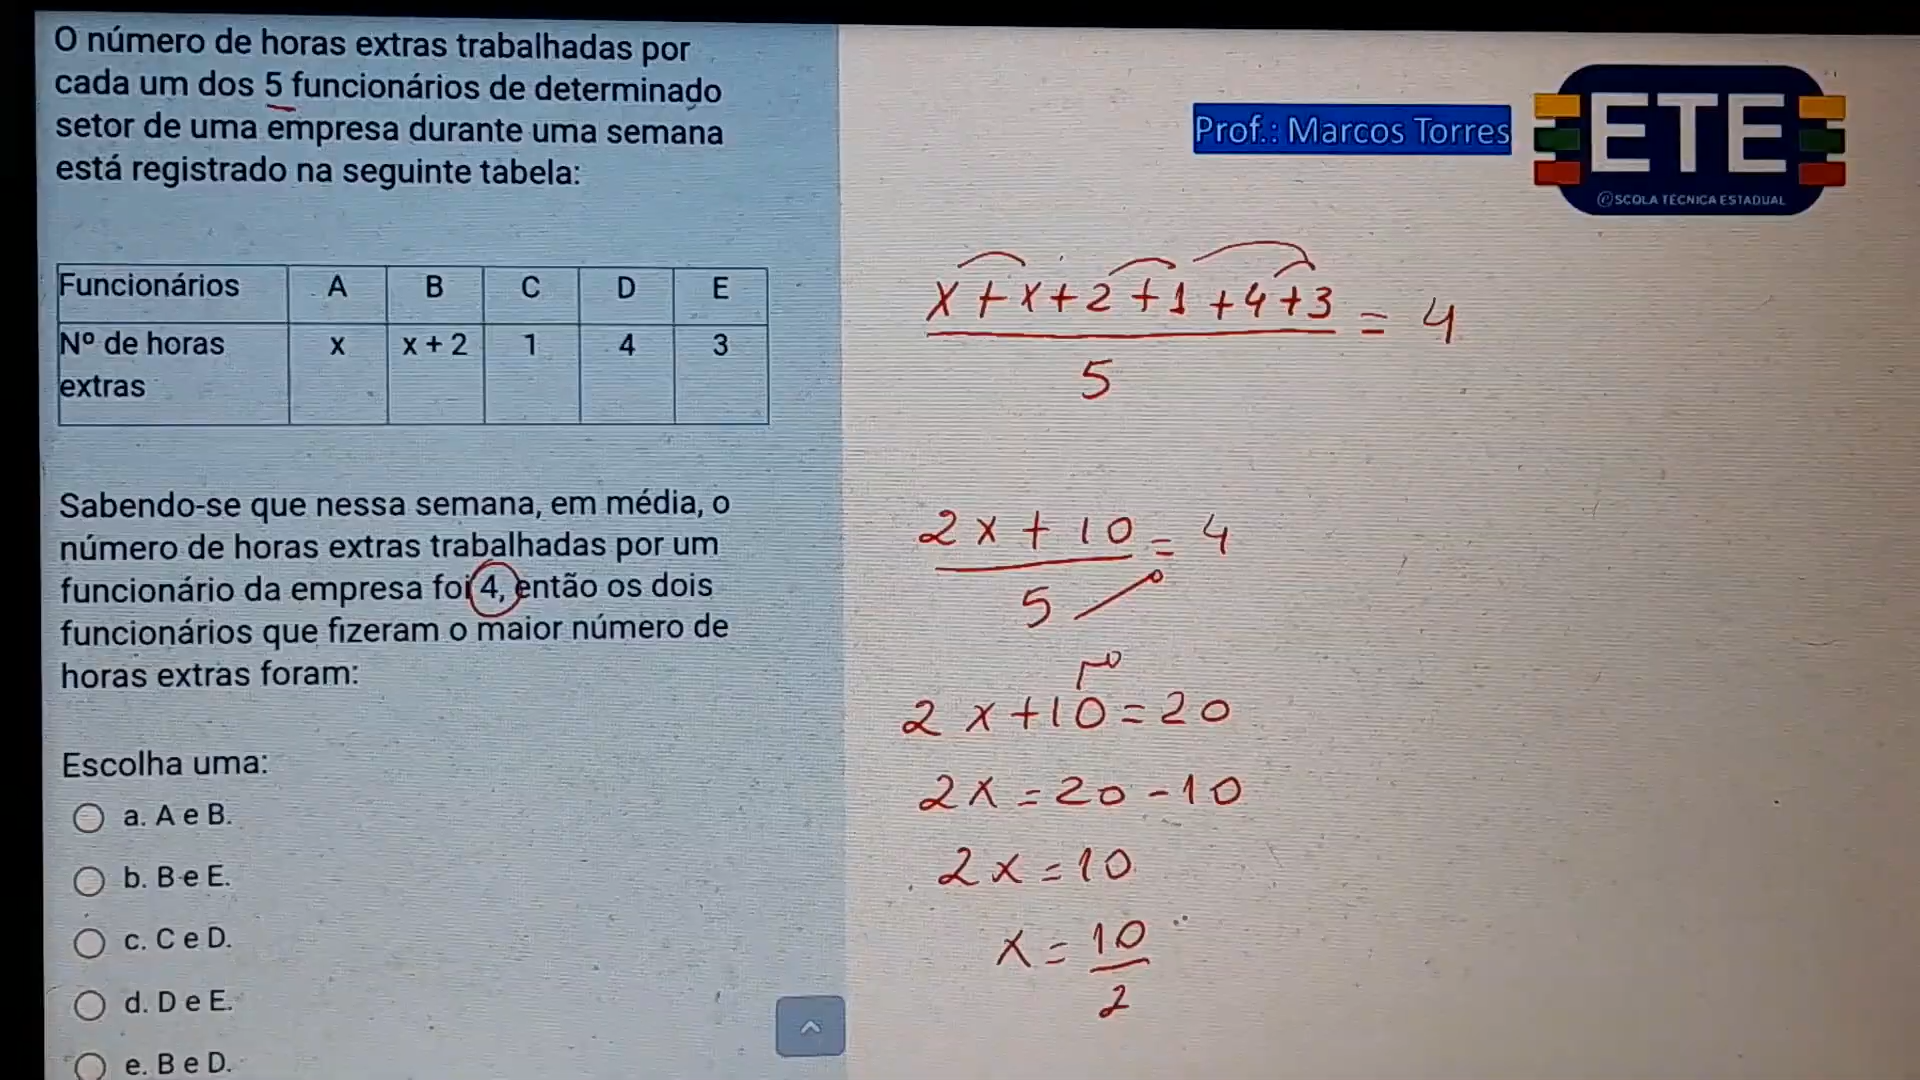 O número de horas extras trabalhadas por
cada um dos 5 funcionários de determinado
setor de uma empresa durante uma semana
está registrado na seguinte tabela:
Funcionários A B C D E
Nº de horas extras x x + 2 1 4 3
Sabendo-se que nessa semana, em média, o
número de horas extras trabalhadas por um
funcionário da empresa foi 4, então os dois
funcionários que fizeram o maior número de
horas extras foram:
Escolha uma:
a. A e B.
b. B e E.
c. C e D.
d. D e E.
e. B e D.
Prof.: Marcos Torres
ETE
ESCOLA TÉCNICA ESTADUAL
x + x + 2 + 1 + 4 + 3 = 4
5
2x + 10 = 4
5
2x + 10 = 20
2x = 20 - 10
2x = 10
x = 10
2